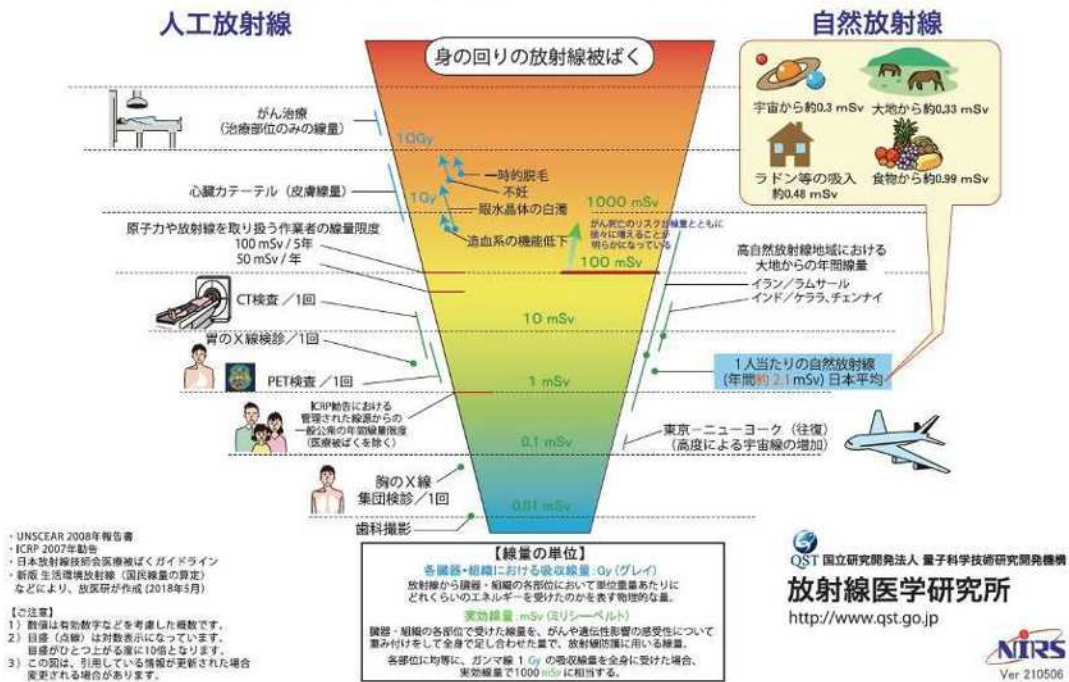 人工放射線
自然放射線
身の回りの放射線被ばく
宇宙から約0.3 mSv
大地から約0.33 mSv
ラドン等の吸入
約0.48 mSv
食物から約0.99 mSv
がん治療
(治療部位のみの線量)
10Gy
心臓カテーテル(皮膚線量)
1Gy
一時的脱毛
不妊
眼水晶体の白濁
造血系の機能低下
1000 mSv
がん死亡のリスクが線量とともに
徐々に増えることが
明らかになっている
100 mSv
原子力や放射線を取り扱う作業者の線量限度
100 mSv / 5年
50 mSv / 年
高自然放射線地域における
大地からの年間線量
イラン/ラムサール
インド/ケララ、チェンナイ
CT検査 /1回
10 mSv
胃のX線検診/1回
PET検査 /1回
1 mSv
1人当たりの自然放射線
(年間約 2.1 mSv) 日本平均
ICRP勧告における
管理された線源からの
一般公衆の年間線量限度
(医療被ばくを除く)
0.1 mSv
東京ーニューヨーク (往復)
(高度による宇宙線の増加)
胸のX線
集団検診/1回
0.01 mSv
歯科撮影
・UNSCEAR 2008年報告書
・ICRP 2007年勧告
・日本放射線技師会医療被ばくガイドライン
・新版 生活環境放射線 (国民線量の算定)
などにより、放医研が作成 (2018年5月)
【ご注意】
1) 数値は有効数字などを考慮した概数です。
2) 目盛(点線)は対数表示になっています。
目盛がひとつ上がる度に10倍となります。
3) この図は、引用している情報が更新された場合
変更される場合があります。
【線量の単位】
各臓器・組織における吸収線量:Gy (グレイ)
放射線から臓器・組織の各部位において単位重量あたりに
どれくらいのエネルギーを受けたのかを表す物理的な量。
実効線量:mSv (ミリシーベルト)
臓器・組織の各部位で受けた線量を、がんや遺伝性影響の感受性について
重み付けをして全身で足し合わせた量で、放射線防護に用いる線量。
各部位に均等に、ガンマ線 1 Gy の吸収線量を全身に受けた場合、
実効線量で1000 mSv に相当する。
QST 国立研究開発法人 量子科学技術研究開発機構
放射線医学研究所
http://www.qst.go.jp
NIRS
Ver 210506